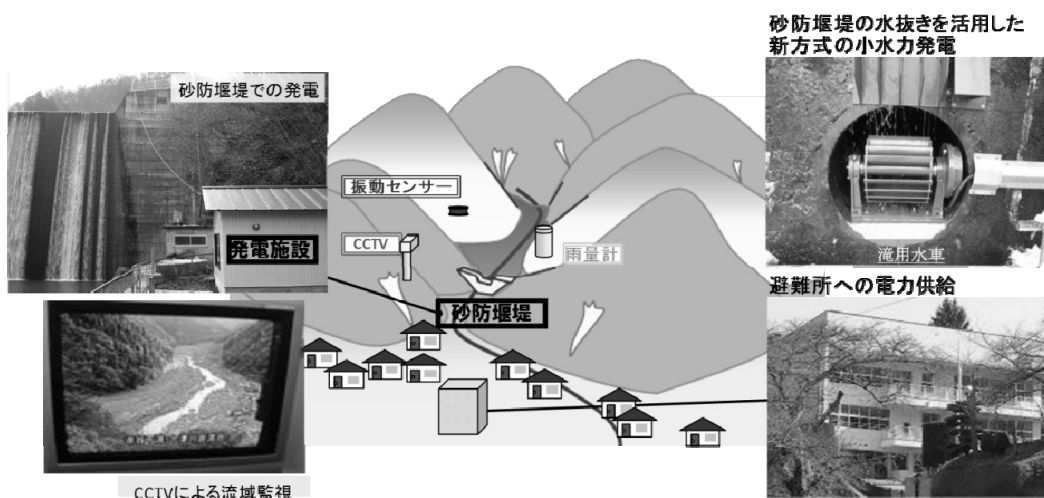 砂防堰堤の水抜きを活用した
新方式の小水力発電
砂防堰堤での発電
振動センサー
CCTV
雨量計
発電施設
滝用水車
避難所への電力供給
砂防堰堤
CCTVによる流域監視